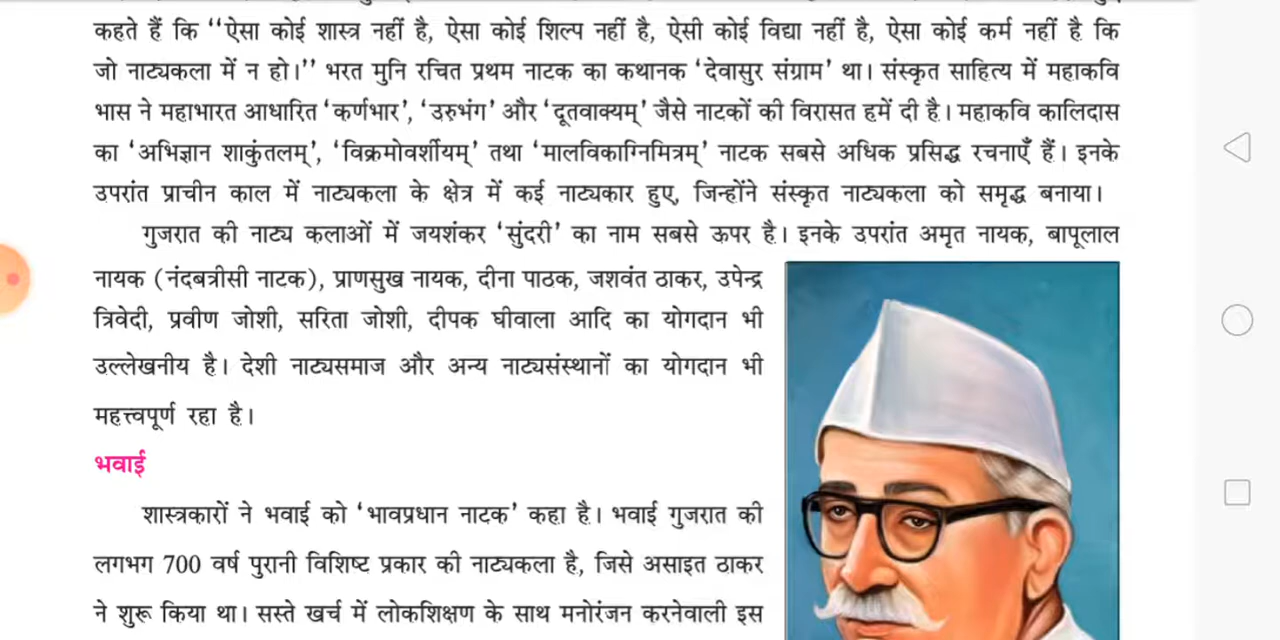 कहते हैं कि ‘‘ऐसा कोई शास्त्र नहीं है, ऐसा कोई शिल्प नहीं है, ऐसी कोई विद्या नहीं है, ऐसा कोई कर्म नहीं है कि
जो नाट्यकला में न हो।’’ भरत मुनि रचित प्रथम नाटक का कथानक ‘देवासुर संग्राम’ था। संस्कृत साहित्य में महाकवि
भास ने महाभारत आधारित ‘कर्णभार’, ‘उरुभंग’ और ‘दूतवाक्यम्’ जैसे नाटकों की विरासत हमें दी है। महाकवि कालिदास
का ‘अभिज्ञान शाकुंतलम्’, ‘विक्रमोवर्शीयम्’ तथा ‘मालविकाग्निमित्रम्’ नाटक सबसे अधिक प्रसिद्ध रचनाएँ हैं। इनके
उपरांत प्राचीन काल में नाट्यकला के क्षेत्र में कई नाट्यकार हुए, जिन्होंने संस्कृत नाट्यकला को समृद्ध बनाया।
गुजरात की नाट्य कलाओं में जयशंकर ‘सुंदरी’ का नाम सबसे ऊपर है। इनके उपरांत अमृत नायक, बापूलाल
नायक (नंदबत्रीसी नाटक), प्राणसुख नायक, दीना पाठक, जशवंत ठाकर, उपेन्द्र
त्रिवेदी, प्रवीण जोशी, सरिता जोशी, दीपक घीवाला आदि का योगदान भी
उल्लेखनीय है। देशी नाट्यसमाज और अन्य नाट्यसंस्थानों का योगदान भी
महत्त्वपूर्ण रहा है।
भवाई
शास्त्रकारों ने भवाई को ‘भावप्रधान नाटक’ कहा है। भवाई गुजरात की
लगभग 700 वर्ष पुरानी विशिष्ट प्रकार की नाट्यकला है, जिसे असाइत ठाकर
ने शुरू किया था। सस्ते खर्च में लोकशिक्षण के साथ मनोरंजन करनेवाली इस